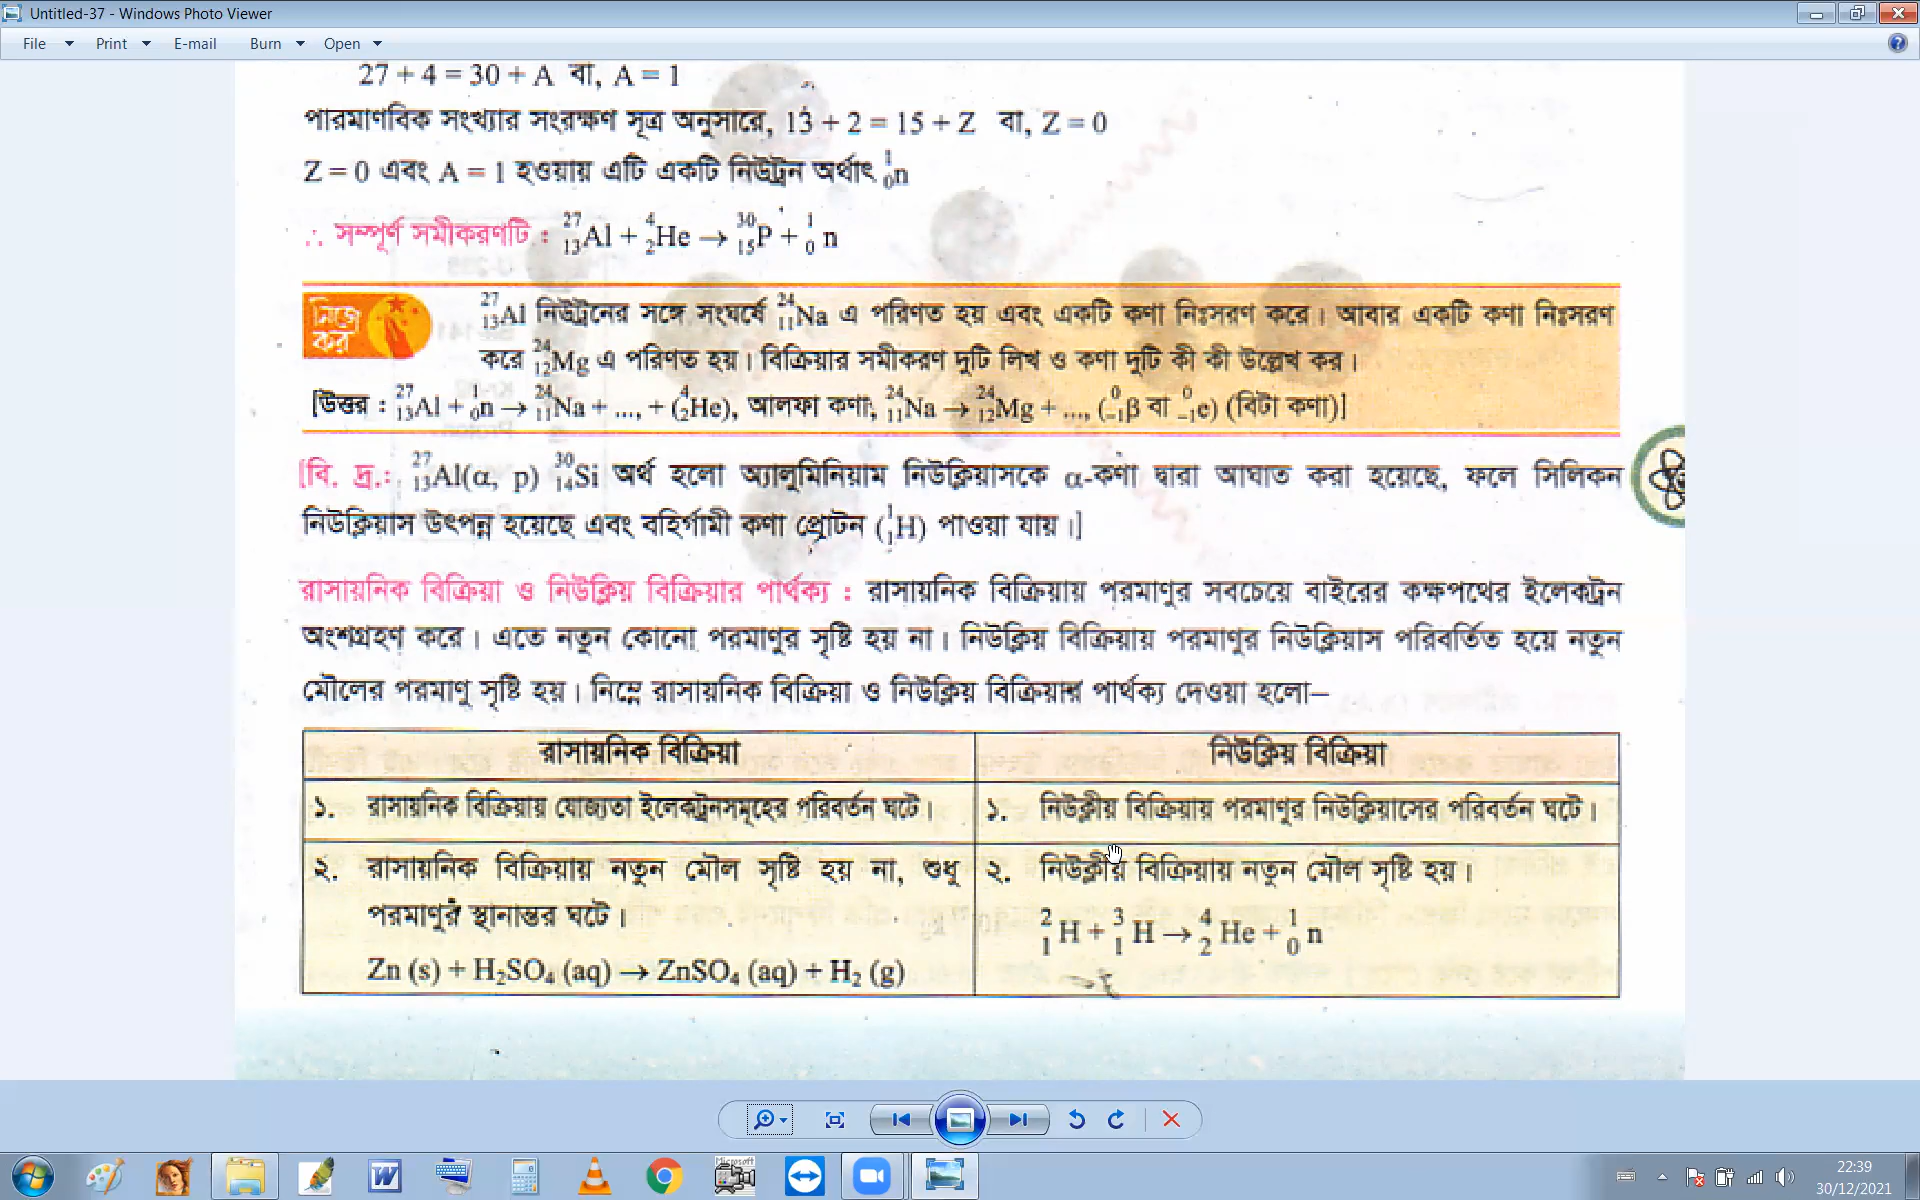 Untitled-37 - Windows Photo Viewer
File Print E-mail Burn Open
27 + 4 = 30 + A বা, A = 1
পারমাণবিক সংখ্যার সংরক্ষণ সূত্র অনুসারে, 13 + 2 = 15 + Z বা, Z = 0
Z = 0 এবং A = 1 হওয়ায় এটি একটি নিউট্রন অর্থাৎ ¹₀n
∴ সম্পূর্ণ সমীকরণটি : ²⁷₁₃Al + ⁴₂He → ³⁰₁₅P + ¹₀n
নিজে
কর
²⁷₁₃Al নিউট্রনের সঙ্গে সংঘর্ষে ²⁴₁₁Na এ পরিণত হয় এবং একটি কণা নিঃসরণ করে। আবার একটি কণা নিঃসরণ
করে ²⁴₁₂Mg এ পরিণত হয়। বিক্রিয়ার সমীকরণ দুটি লিখ ও কণা দুটি কী কী উল্লেখ কর।
[উত্তর : ²⁷₁₃Al + ¹₀n → ²⁴₁₁Na + ..., + (⁴₂He), আলফা কণা, ²⁴₁₁Na → ²⁴₁₂Mg + ..., (⁰₋₁β বা ⁰₋₁e) (বিটা কণা)]
[বি. দ্র.: ²⁷₁₃Al(α, p) ³⁰₁₄Si অর্থ হলো অ্যালুমিনিয়াম নিউক্লিয়াসকে α-কণা দ্বারা আঘাত করা হয়েছে, ফলে সিলিকন
নিউক্লিয়াস উৎপন্ন হয়েছে এবং বহির্গামী কণা প্রোটন (¹₁H) পাওয়া যায়।]
রাসায়নিক বিক্রিয়া ও নিউক্লিয় বিক্রিয়ার পার্থক্য : রাসায়নিক বিক্রিয়ায় পরমাণুর সবচেয়ে বাইরের কক্ষপথের ইলেকট্রন
অংশগ্রহণ করে। এতে নতুন কোনো পরমাণুর সৃষ্টি হয় না। নিউক্লিয় বিক্রিয়ায় পরমাণুর নিউক্লিয়াস পরিবর্তিত হয়ে নতুন
মৌলের পরমাণু সৃষ্টি হয়। নিম্নে রাসায়নিক বিক্রিয়া ও নিউক্লিয় বিক্রিয়ার পার্থক্য দেওয়া হলো–
রাসায়নিক বিক্রিয়া
নিউক্লিয় বিক্রিয়া
১. রাসায়নিক বিক্রিয়ায় যোজ্যতা ইলেকট্রনসমূহের পরিবর্তন ঘটে।
১. নিউক্লীয় বিক্রিয়ায় পরমাণুর নিউক্লিয়াসের পরিবর্তন ঘটে।
২. রাসায়নিক বিক্রিয়ায় নতুন মৌল সৃষ্টি হয় না, শুধু
পরমাণুর স্থানান্তর ঘটে।
Zn (s) + H₂SO₄ (aq) → ZnSO₄ (aq) + H₂ (g)
২. নিউক্লীয় বিক্রিয়ায় নতুন মৌল সৃষ্টি হয়।
²₁H + ³₁H → ⁴₂He + ¹₀n
Microsoft
22:39
30/12/2021